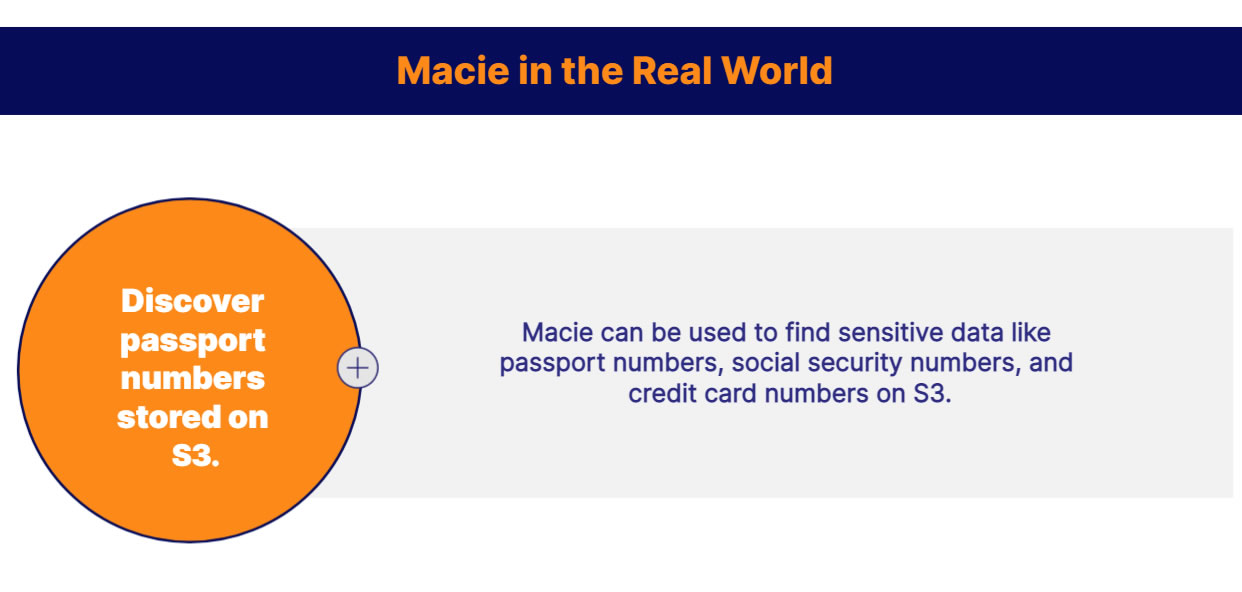 Macie in the Real World
Discover
passport
numbers
stored on
S3.
Macie can be used to find sensitive data like
passport numbers, social security numbers, and
credit card numbers on S3.